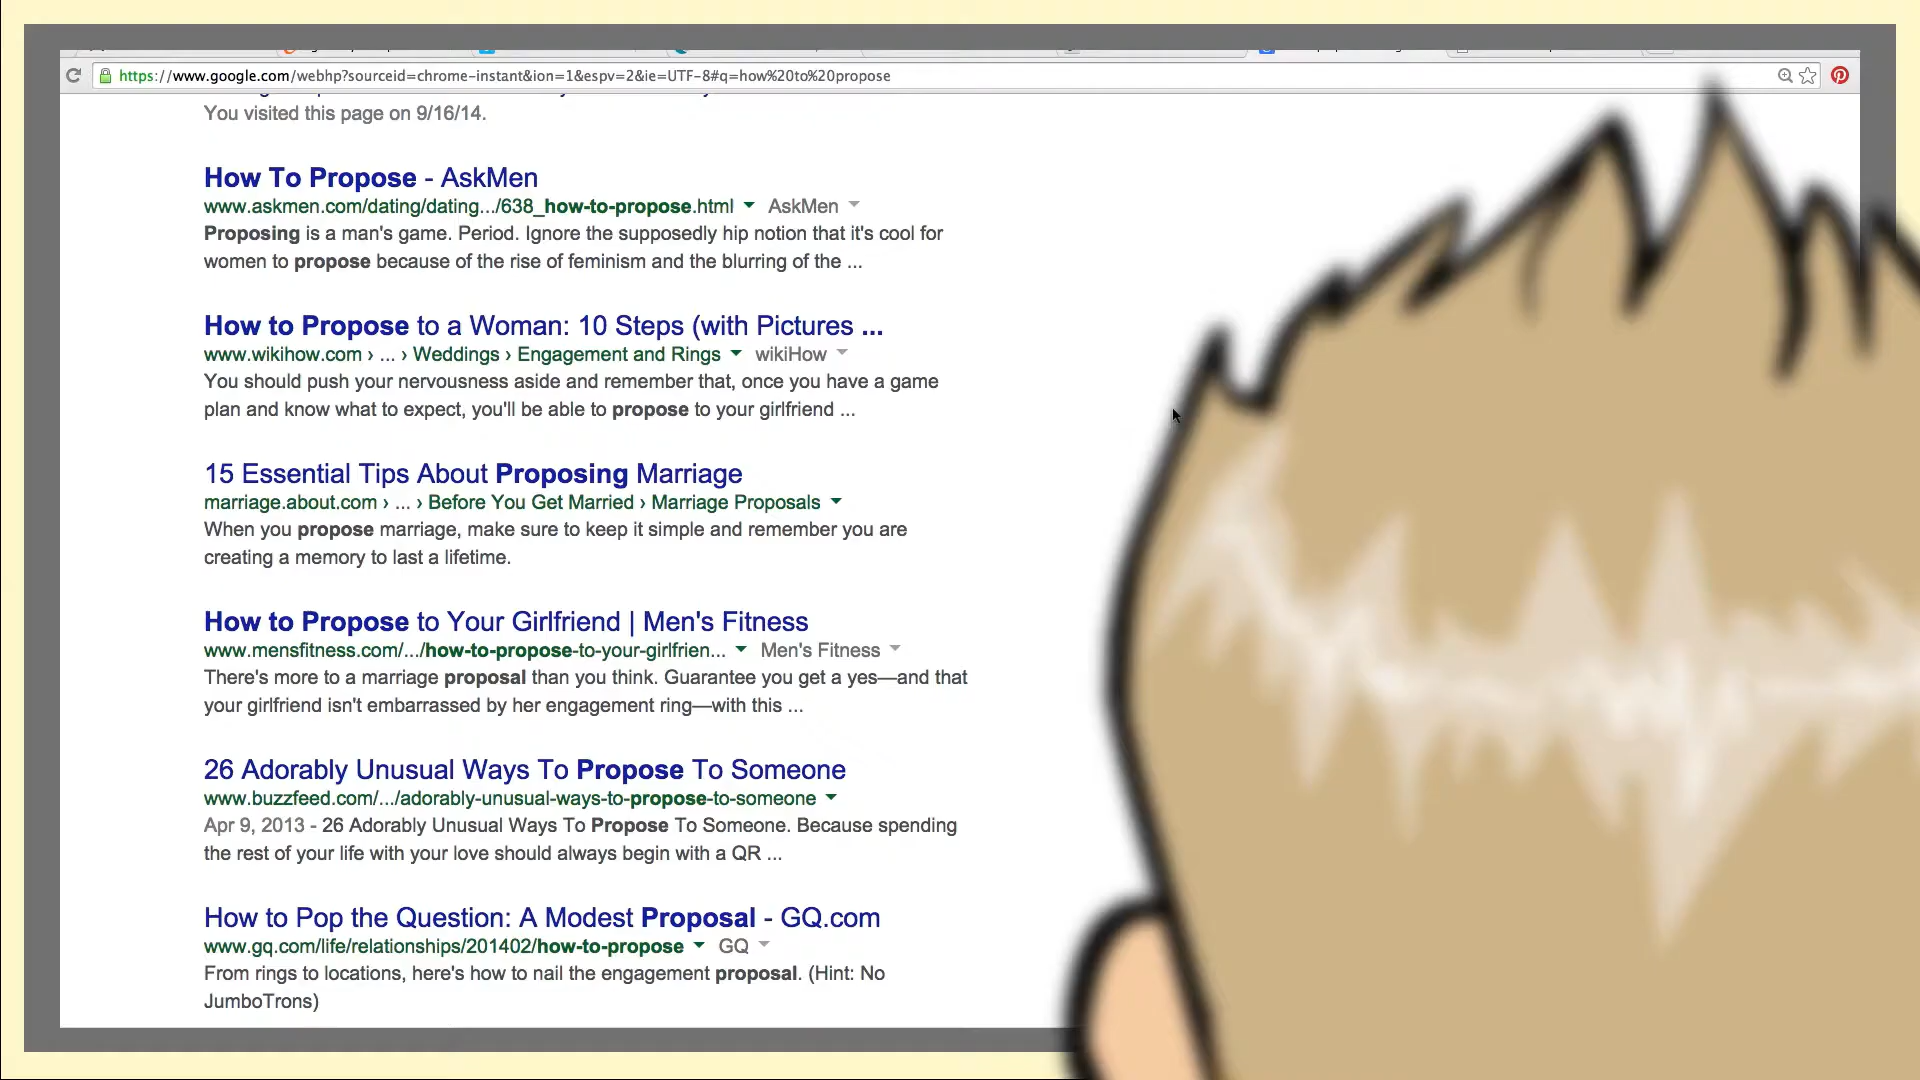 https://www.google.com/webhp?sourceid=chrome-instant&ion=1&espv=2&ie=UTF-8#q=how%20to%20propose
You visited this page on 9/16/14.
How To Propose - AskMen
www.askmen.com/dating/dating.../638_how-to-propose.html AskMen
Proposing is a man's game. Period. Ignore the supposedly hip notion that it's cool for
women to propose because of the rise of feminism and the blurring of the ...
How to Propose to a Woman: 10 Steps (with Pictures ...
www.wikihow.com › ... › Weddings › Engagement and Rings wikiHow
You should push your nervousness aside and remember that, once you have a game
plan and know what to expect, you'll be able to propose to your girlfriend ...
15 Essential Tips About Proposing Marriage
marriage.about.com › ... › Before You Get Married › Marriage Proposals
When you propose marriage, make sure to keep it simple and remember you are
creating a memory to last a lifetime.
How to Propose to Your Girlfriend | Men's Fitness
www.mensfitness.com/.../how-to-propose-to-your-girlfrien... Men's Fitness
There's more to a marriage proposal than you think. Guarantee you get a yes—and that
your girlfriend isn't embarrassed by her engagement ring—with this ...
26 Adorably Unusual Ways To Propose To Someone
www.buzzfeed.com/.../adorably-unusual-ways-to-propose-to-someone
Apr 9, 2013 - 26 Adorably Unusual Ways To Propose To Someone. Because spending
the rest of your life with your love should always begin with a QR ...
How to Pop the Question: A Modest Proposal - GQ.com
www.gq.com/life/relationships/201402/how-to-propose GQ
From rings to locations, here's how to nail the engagement proposal. (Hint: No
JumboTrons)